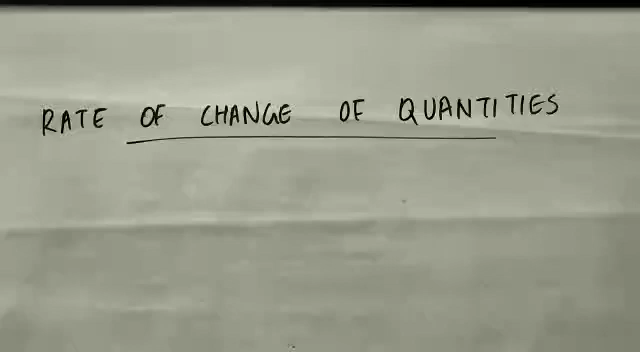 RATE OF CHANGE OF QUANTITIES